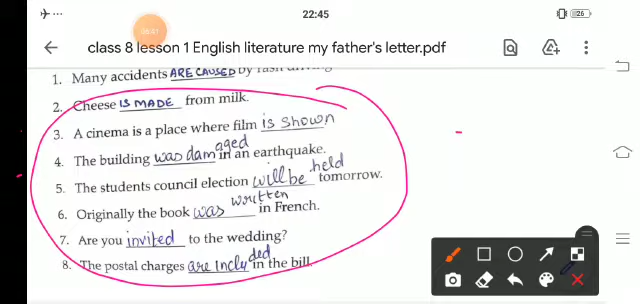 22:45
26
class 8 lesson 1 English literature my father's letter.pdf
1. Many accidents ARE CAUSED by rash driving
2. Cheese IS MADE from milk.
3. A cinema is a place where film is shown
4. The building was damaged in an earthquake.
5. The students council election will be held tomorrow.
6. Originally the book was written in French.
7. Are you invited to the wedding?
8. The postal charges are included in the bill.